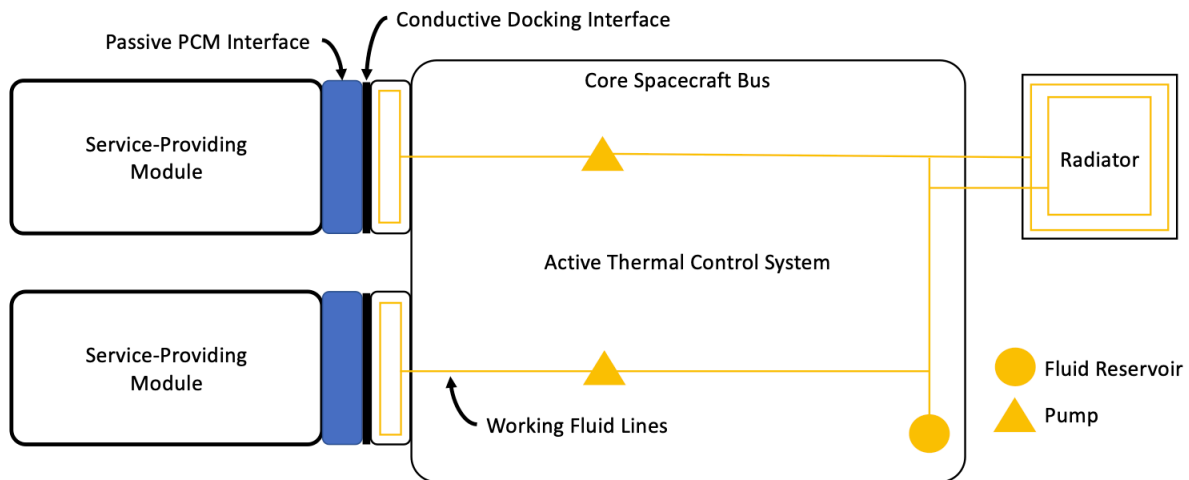 Conductive Docking Interface
Passive PCM Interface
Core Spacecraft Bus
Service-Providing
Module
Radiator
Active Thermal Control System
Service-Providing
Module
Fluid Reservoir
Pump
Working Fluid Lines